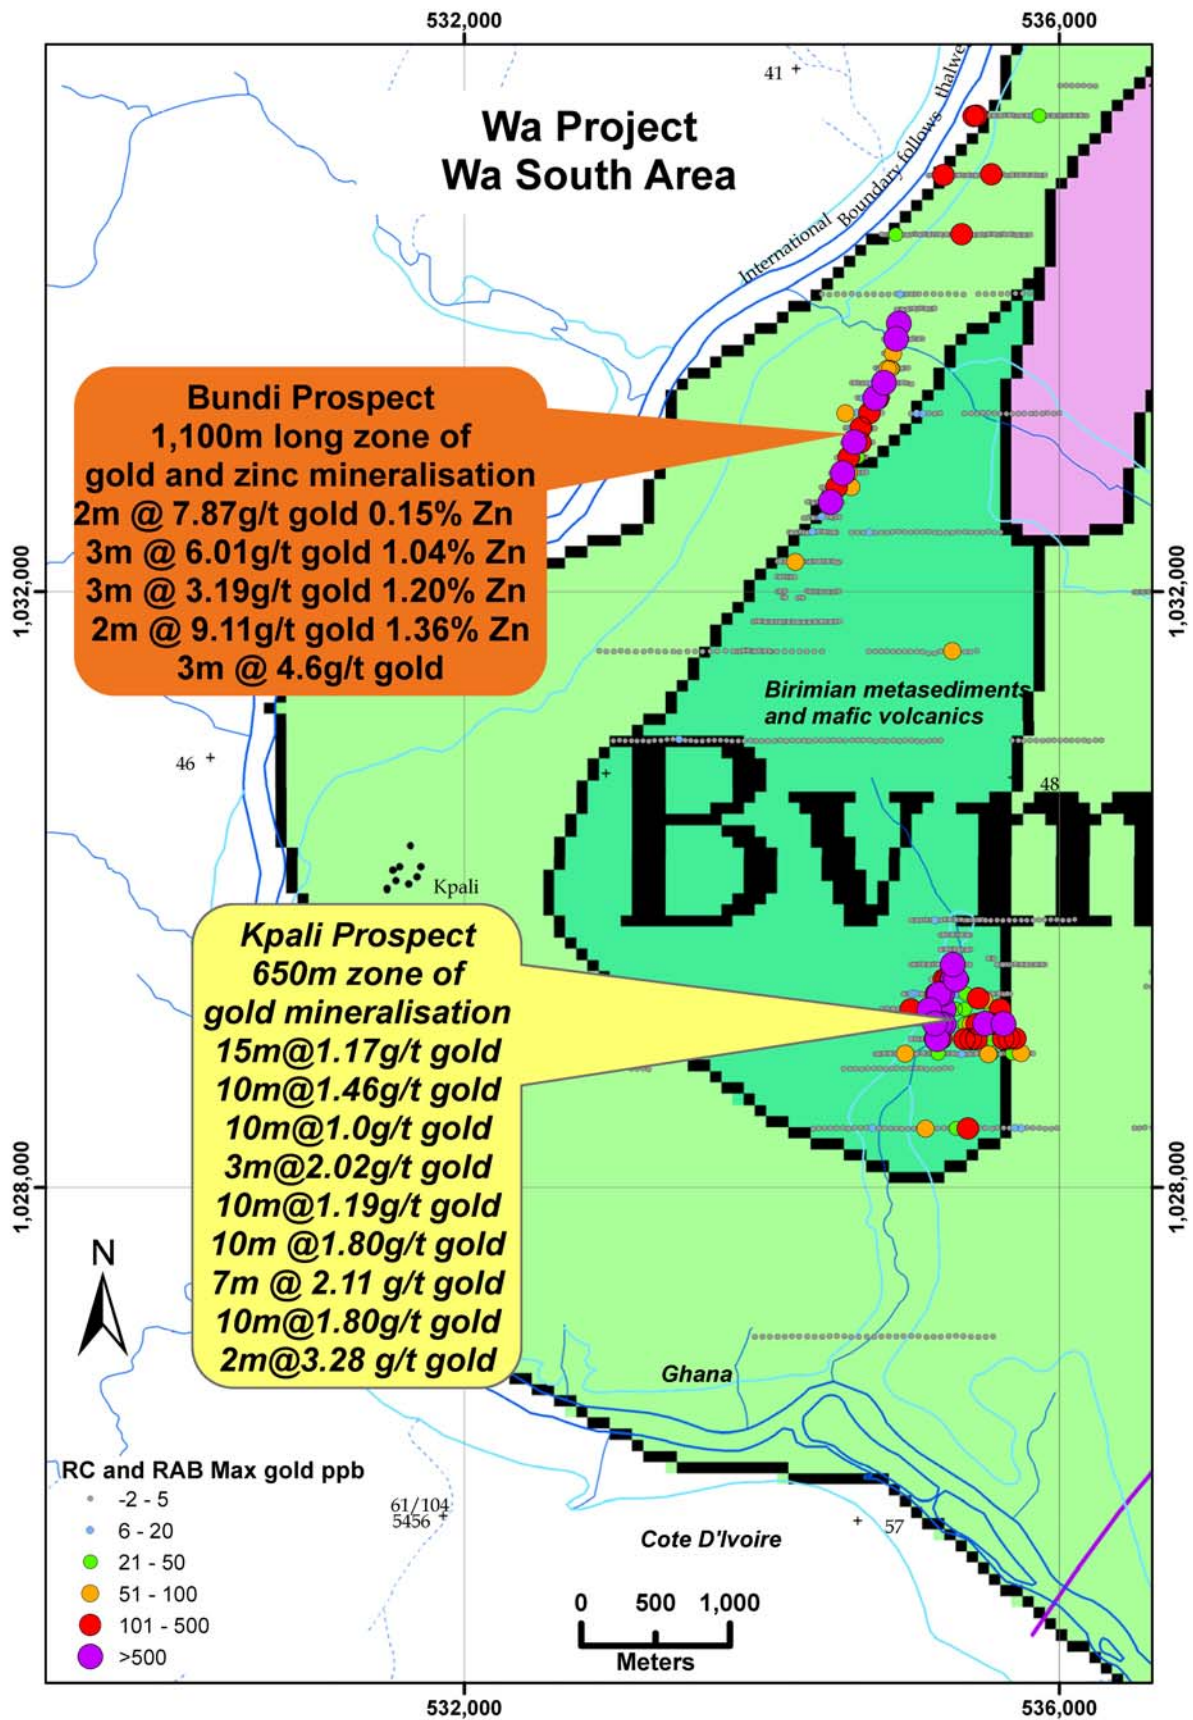 532,000
536,000
41
Wa Project
Wa South Area
International Boundary follows thalwe
Bundi Prospect
1,100m long zone of
gold and zinc mineralisation
2m @ 7.87g/t gold 0.15% Zn
3m @ 6.01g/t gold 1.04% Zn
3m @ 3.19g/t gold 1.20% Zn
2m @ 9.11g/t gold 1.36% Zn
3m @ 4.6g/t gold
1,032,000
1,032,000
Birimian metasediments
and mafic volcanics
46
48
Bvm
Kpali
Kpali Prospect
650m zone of
gold mineralisation
15m@1.17g/t gold
10m@1.46g/t gold
10m@1.0g/t gold
3m@2.02g/t gold
10m@1.19g/t gold
10m @1.80g/t gold
7m @ 2.11 g/t gold
10m@1.80g/t gold
2m@3.28 g/t gold
1,028,000
1,028,000
N
Ghana
RC and RAB Max gold ppb
-2 - 5
6 - 20
21 - 50
51 - 100
101 - 500
>500
61/104
5456
57
Cote D'Ivoire
0 500 1,000
Meters
532,000
536,000